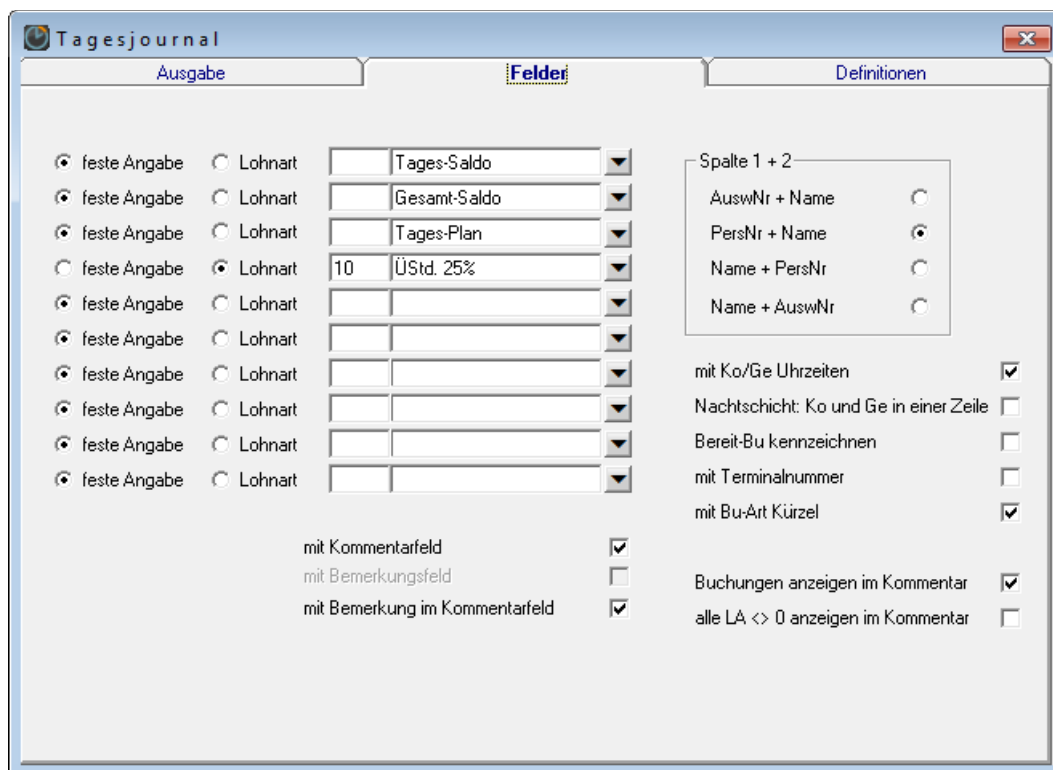 Tagesjournal
Ausgabe
Felder
Definitionen
feste Angabe Lohnart Tages-Saldo
feste Angabe Lohnart Gesamt-Saldo
feste Angabe Lohnart Tages-Plan
feste Angabe Lohnart 10 ÜStd. 25%
feste Angabe Lohnart
feste Angabe Lohnart
feste Angabe Lohnart
feste Angabe Lohnart
feste Angabe Lohnart
feste Angabe Lohnart
mit Kommentarfeld
mit Bemerkungsfeld
mit Bemerkung im Kommentarfeld
Spalte 1 + 2
AuswNr + Name
PersNr + Name
Name + PersNr
Name + AuswNr
mit Ko/Ge Uhrzeiten
Nachtschicht: Ko und Ge in einer Zeile
Bereit-Bu kennzeichnen
mit Terminalnummer
mit Bu-Art Kürzel
Buchungen anzeigen im Kommentar
alle LA <> 0 anzeigen im Kommentar